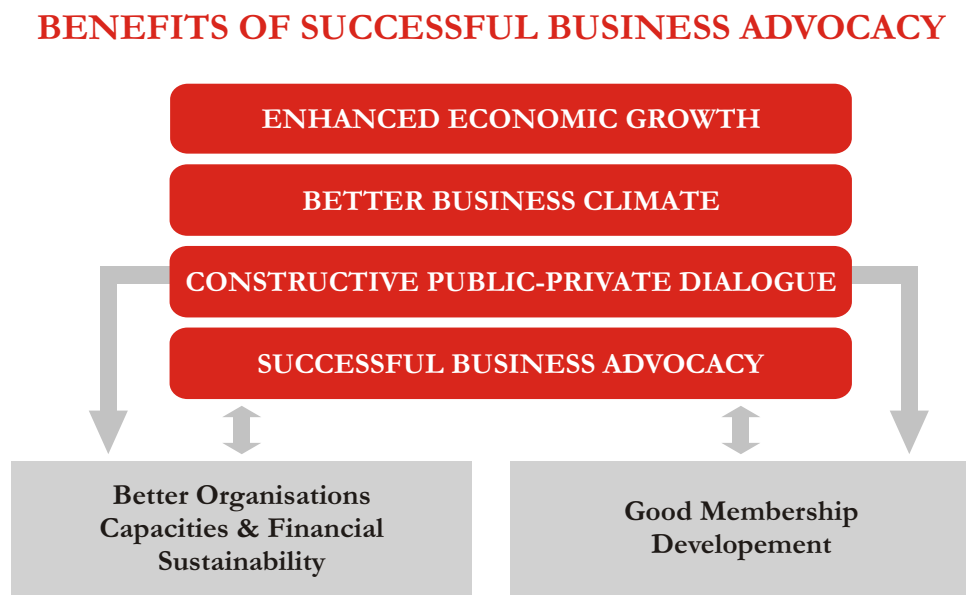 BENEFITS OF SUCCESSFUL BUSINESS ADVOCACY
ENHANCED ECONOMIC GROWTH
BETTER BUSINESS CLIMATE
CONSTRUCTIVE PUBLIC-PRIVATE DIALOGUE
SUCCESSFUL BUSINESS ADVOCACY
Better Organisations
Capacities & Financial
Sustainability
Good Membership
Developement